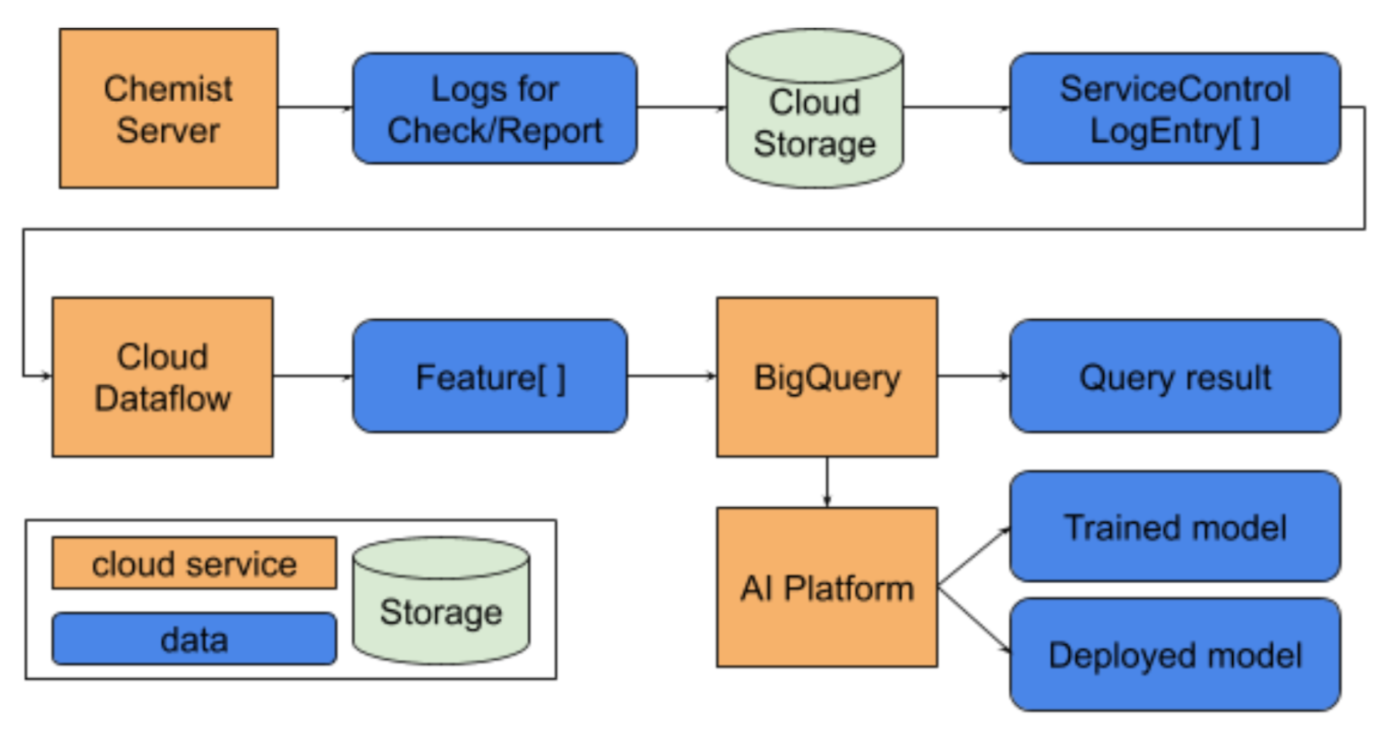 Chemist
Server
Logs for
Check/Report
Cloud
Storage
ServiceControl
LogEntry[ ]
Cloud
Dataflow
Feature[ ]
BigQuery
Query result
AI Platform
Trained model
Deployed model
cloud service
data
Storage